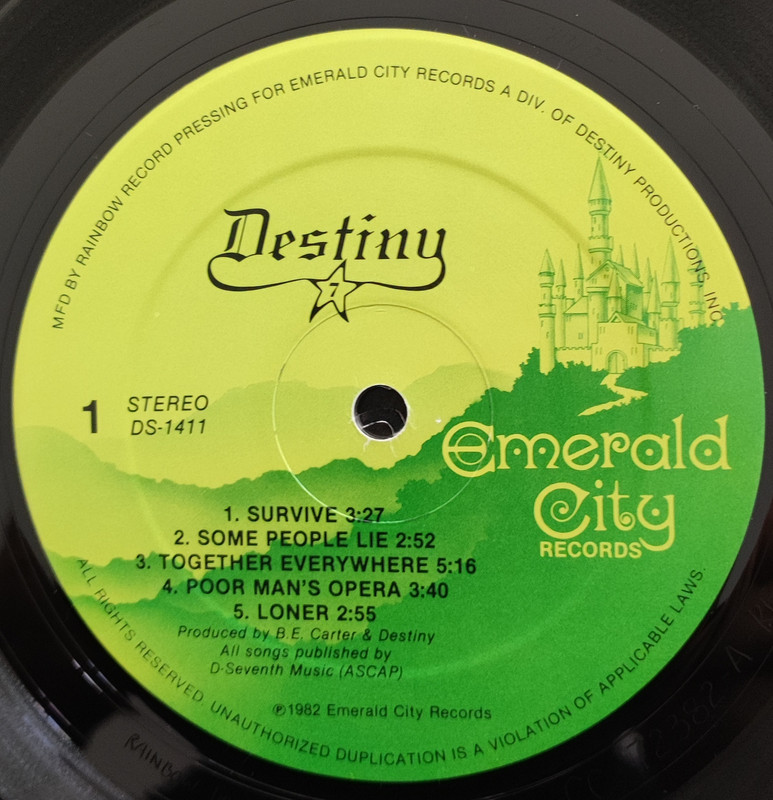 MFD BY RAINBOW RECORD PRESSING FOR EMERALD CITY RECORDS A DIV. OF DESTINY PRODUCTIONS, INC.
Destiny
7
1
STEREO
DS-1411
Emerald
City
RECORDS
1. SURVIVE 3:27
2. SOME PEOPLE LIE 2:52
3. TOGETHER EVERYWHERE 5:16
4. POOR MAN'S OPERA 3:40
5. LONER 2:55
Produced by B.E. Carter & Destiny
All songs published by
D-Seventh Music (ASCAP)
℗1982 Emerald City Records
ALL RIGHTS RESERVED. UNAUTHORIZED DUPLICATION IS A VIOLATION OF APPLICABLE LAWS.